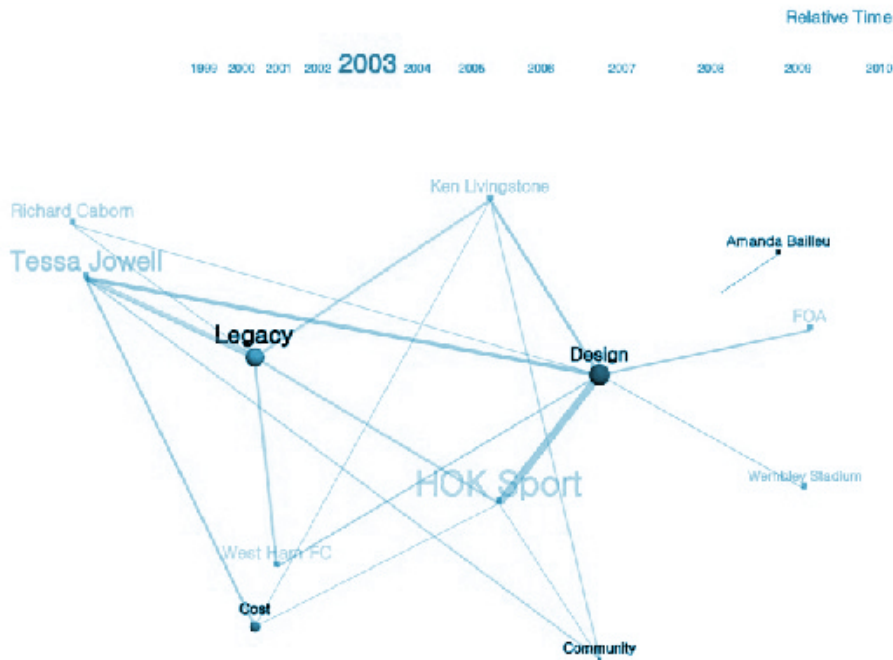 Relative Time
1999 2000 2001 2002 2003 2004 2005 2006 2007 2008 2009 2010
Ken Livingstone
Richard Caborn
Amanda Bailleu
Tessa Jowell
FOA
Legacy
Design
Wembley Stadium
HOK Sport
West Ham FC
Cost
Community